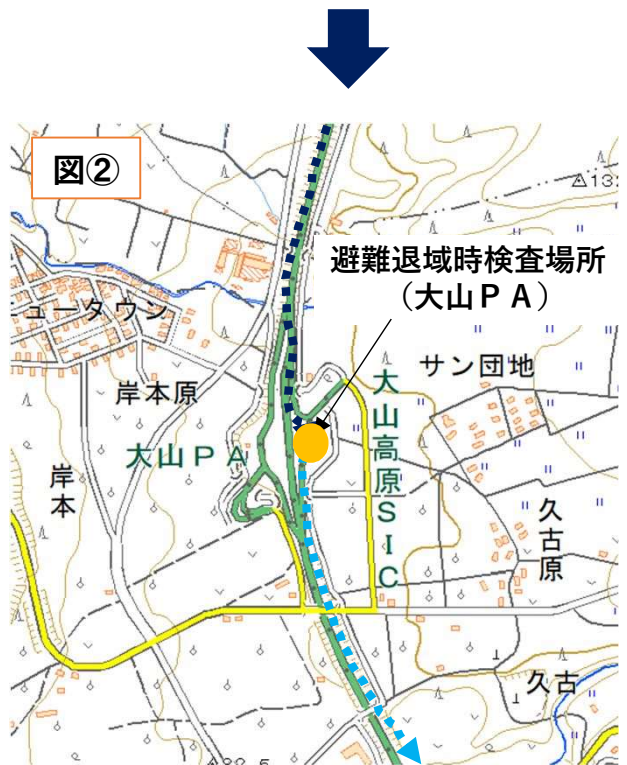 図②
避難退域時検査場所
（大山ＰＡ）
ュータウン
サン団地
岸本原
大山高原SIC
大山ＰＡ
岸本
久古原
久古